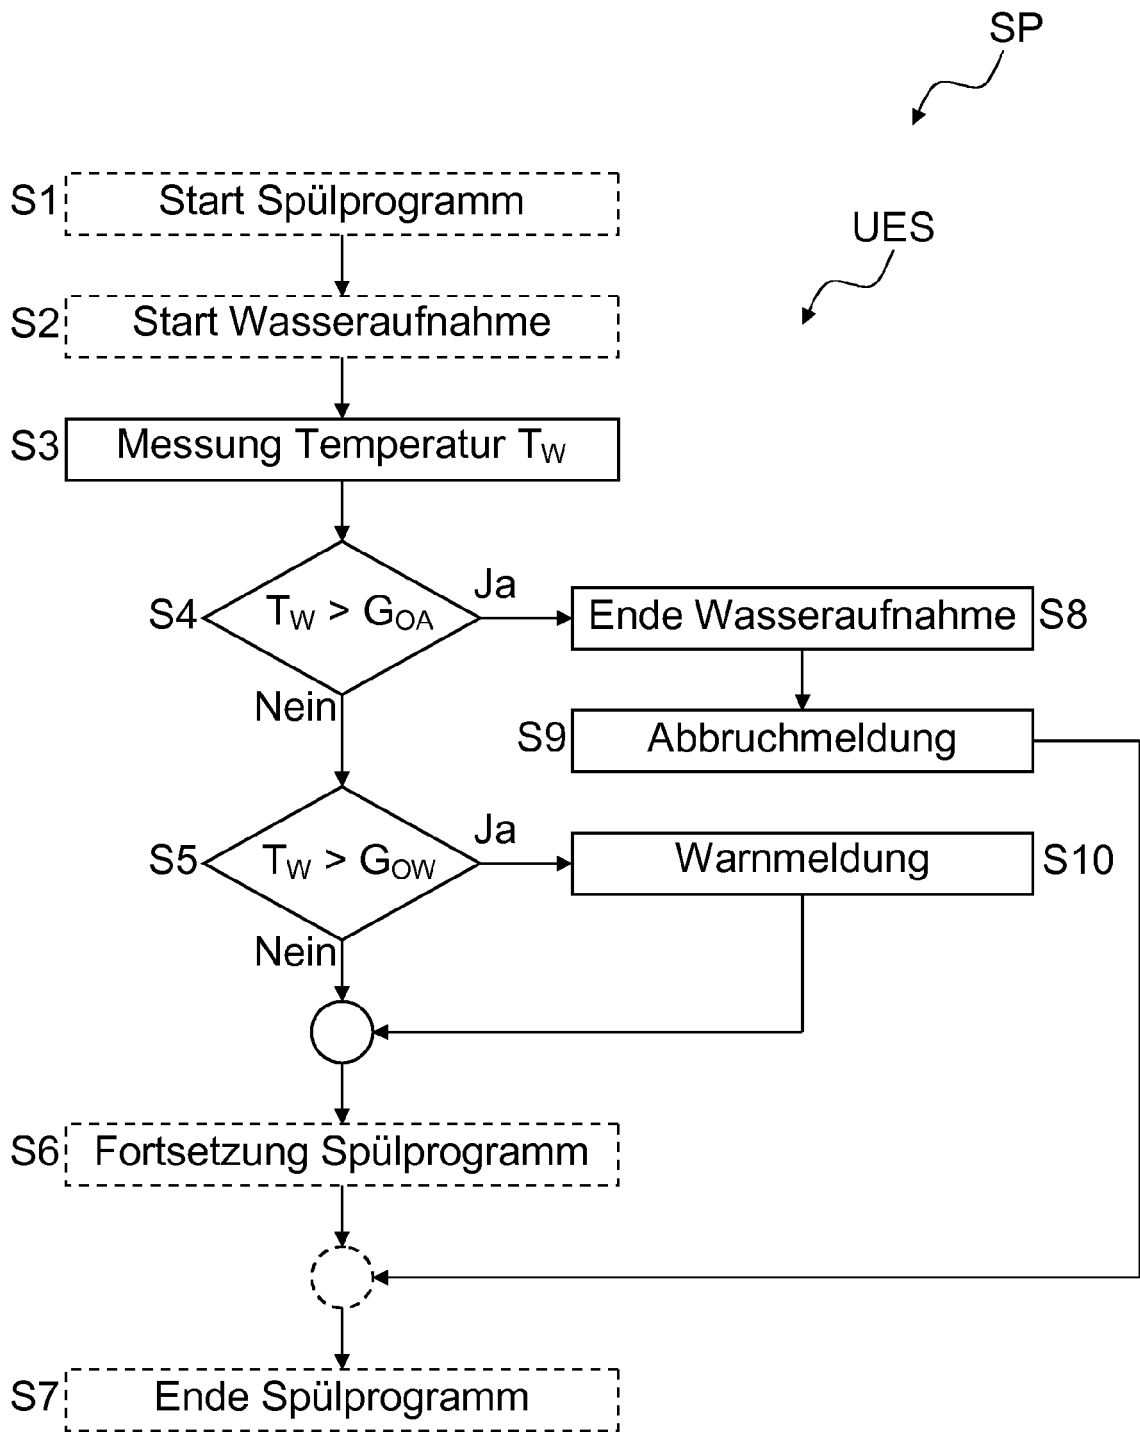 SP
S1 Start Spülprogramm
UES
S2 Start Wasseraufnahme
S3 Messung Temperatur T_W
Ja
S4 T_W > G_OA
Ende Wasseraufnahme S8
Nein
S9 Abbruchmeldung
Ja
S5 T_W > G_OW
Warnmeldung S10
Nein
S6 Fortsetzung Spülprogramm
S7 Ende Spülprogramm